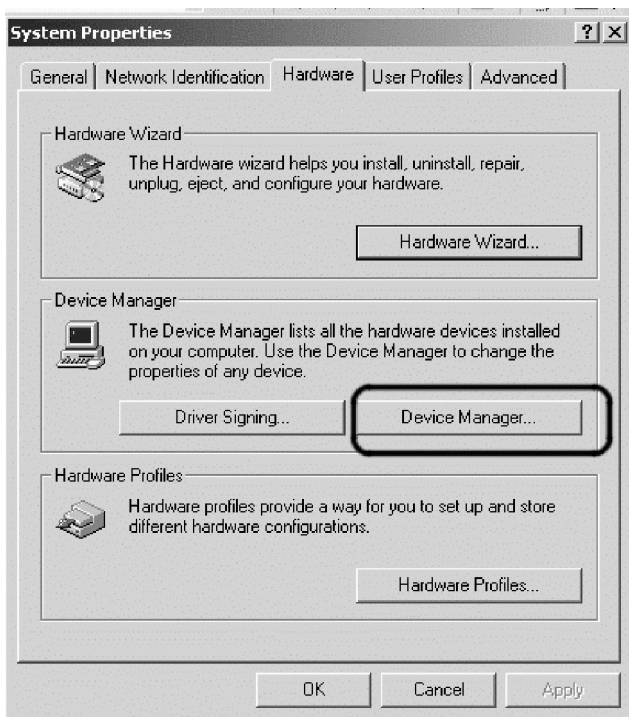 System Properties
? X
General Network Identification Hardware User Profiles Advanced
Hardware Wizard
The Hardware wizard helps you install, uninstall, repair,
unplug, eject, and configure your hardware.
Hardware Wizard...
Device Manager
The Device Manager lists all the hardware devices installed
on your computer. Use the Device Manager to change the
properties of any device.
Driver Signing... Device Manager...
Hardware Profiles
Hardware profiles provide a way for you to set up and store
different hardware configurations.
Hardware Profiles...
OK Cancel Apply